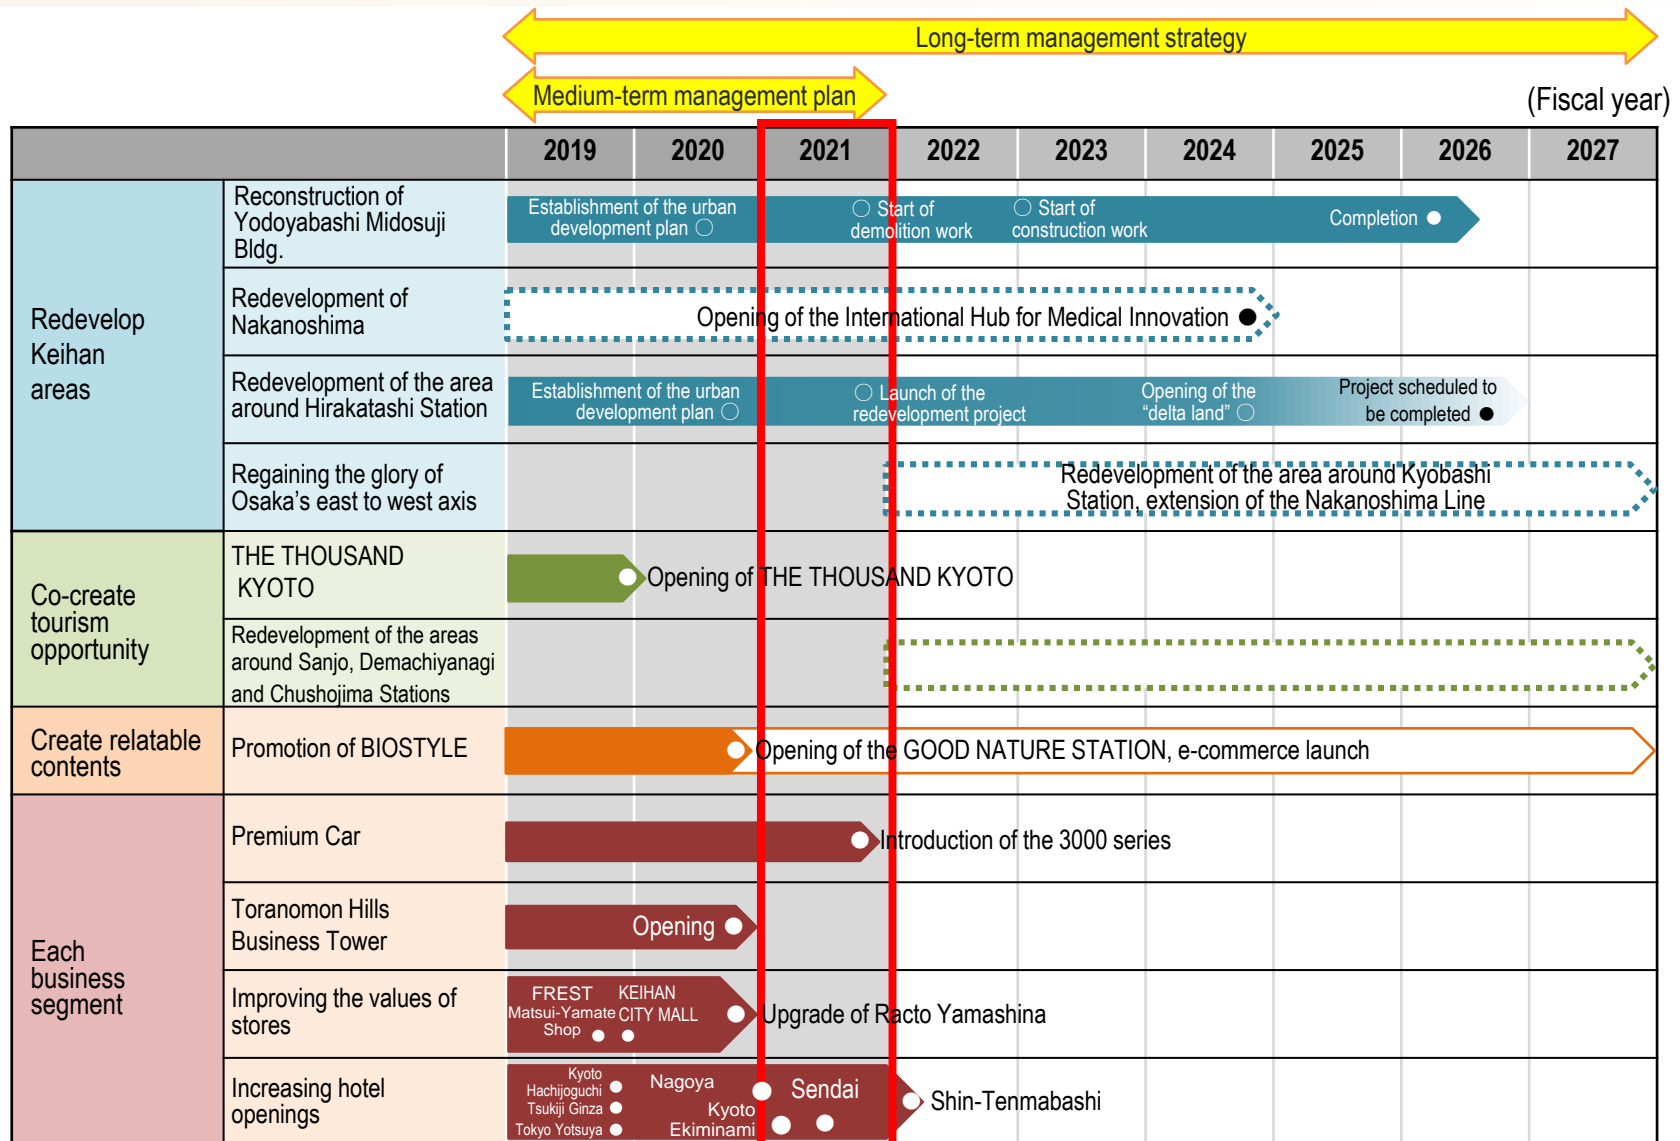 Long-term management strategy
Medium-term management plan
(Fiscal year)
2019 2020 2021 2022 2023 2024 2025 2026 2027
Redevelop
Keihan
areas
Reconstruction of
Yodoyabashi Midosuji
Bldg.
Establishment of the urban
development plan ○
○ Start of
demolition work
○ Start of
construction work
Completion ●
Redevelopment of
Nakanoshima
Opening of the International Hub for Medical Innovation ●
Redevelopment of the area
around Hirakatashi Station
Establishment of the urban
development plan ○
○ Launch of the
redevelopment project
Opening of the
"delta land" ○
Project scheduled to
be completed ●
Regaining the glory of
Osaka's east to west axis
Redevelopment of the area around Kyobashi
Station, extension of the Nakanoshima Line
Co-create
tourism
opportunity
THE THOUSAND
KYOTO
Opening of THE THOUSAND KYOTO
Redevelopment of the areas
around Sanjo, Demachiyanagi
and Chushojima Stations
Create relatable
contents
Promotion of BIOSTYLE
Opening of the GOOD NATURE STATION, e-commerce launch
Each
business
segment
Premium Car
Introduction of the 3000 series
Toranomon Hills
Business Tower
Opening
Improving the values of
stores
FREST
Matsui-Yamate
Shop
KEIHAN
CITY MALL
Upgrade of Racto Yamashina
Increasing hotel
openings
Kyoto
Hachijoguchi
Tsukiji Ginza
Tokyo Yotsuya
Nagoya
Kyoto
Ekiminami
Sendai
Shin-Tenmabashi